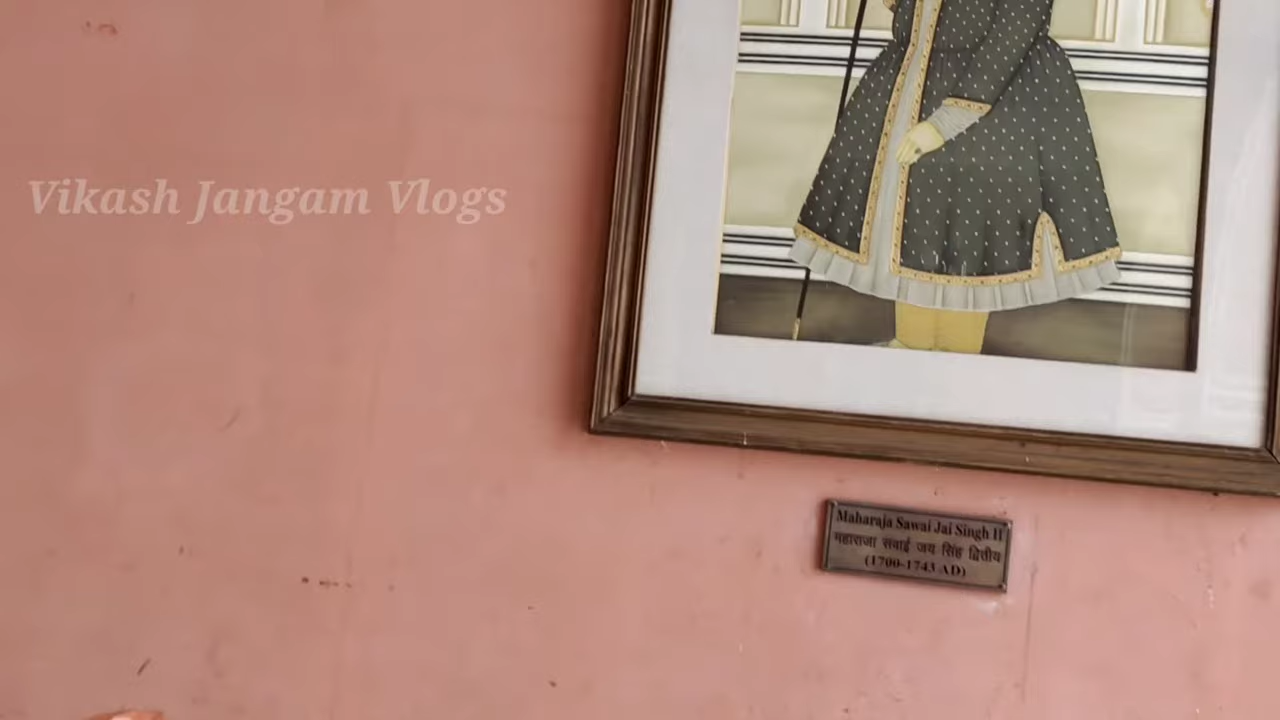 Vikash Jangam Vlogs
Maharaja Sawai Jai Singh II
महाराजा सवाई जय सिंह द्वितीय
(1700-1743 AD)